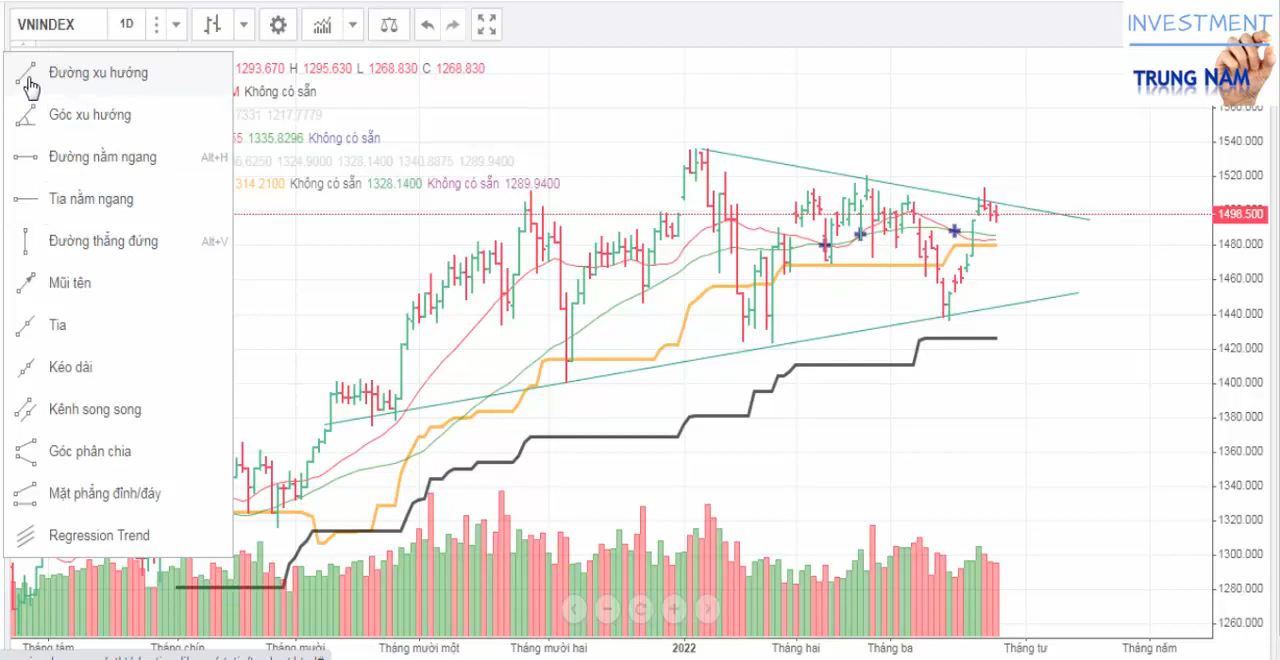 VNINDEX 1D
INVESTMENT
TRUNG NAM
Đường xu hướng
Góc xu hướng
Đường nằm ngang Alt+H
Tia nằm ngang
Đường thẳng đứng Alt+V
Mũi tên
Tia
Kéo dài
Kênh song song
Góc phân chia
Mặt phẳng đỉnh/đáy
Regression Trend
1293.670 H 1295.630 L 1268.830 C 1268.830
Không có sẵn
7331 1217.7779
1335.8296 Không có sẵn
1324.9000 1328.1400 1340.8875 1289.9400
314.2100 Không có sẵn 1328.1400 Không có sẵn 1289.9400
1560.000
1540.000
1520.000
1498.500
1480.000
1460.000
1440.000
1420.000
1400.000
1380.000
1360.000
1340.000
1320.000
1300.000
1280.000
1260.000
Tháng tám Tháng chín Tháng mười Tháng mười một Tháng mười hai 2022 Tháng hai Tháng ba Tháng tư Tháng năm